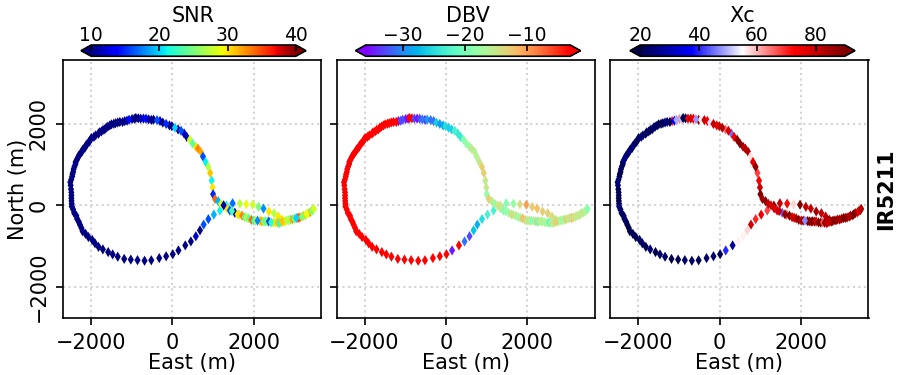 SNR DBV Xc
10 20 30 40 −30 −20 −10 20 40 60 80
2000
0
−2000
North (m)
−2000 0 2000 −2000 0 2000 −2000 0 2000
East (m) East (m) East (m)
IR5211